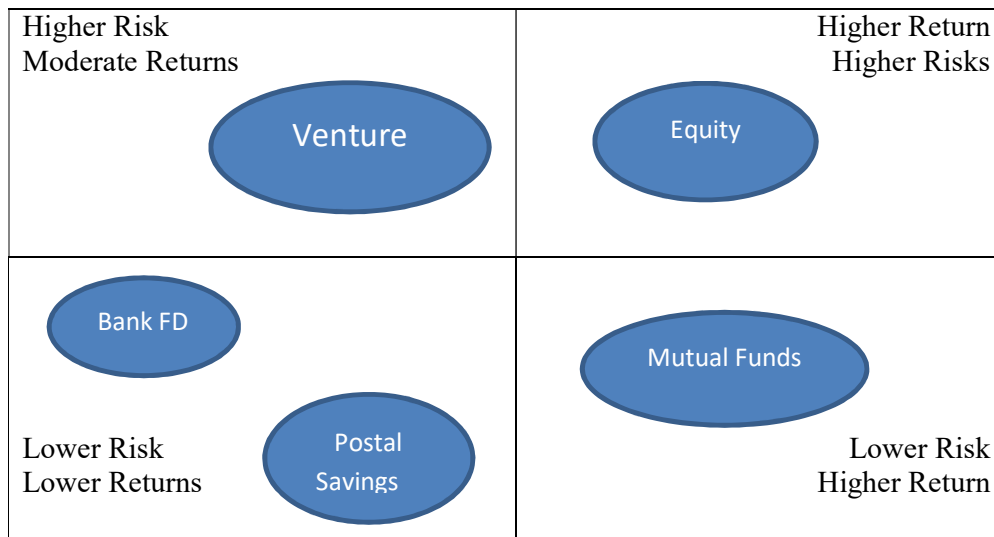 Higher Risk
Moderate Returns
Venture
Higher Return
Higher Risks
Equity
Bank FD
Postal
Savings
Lower Risk
Lower Returns
Mutual Funds
Lower Risk
Higher Return